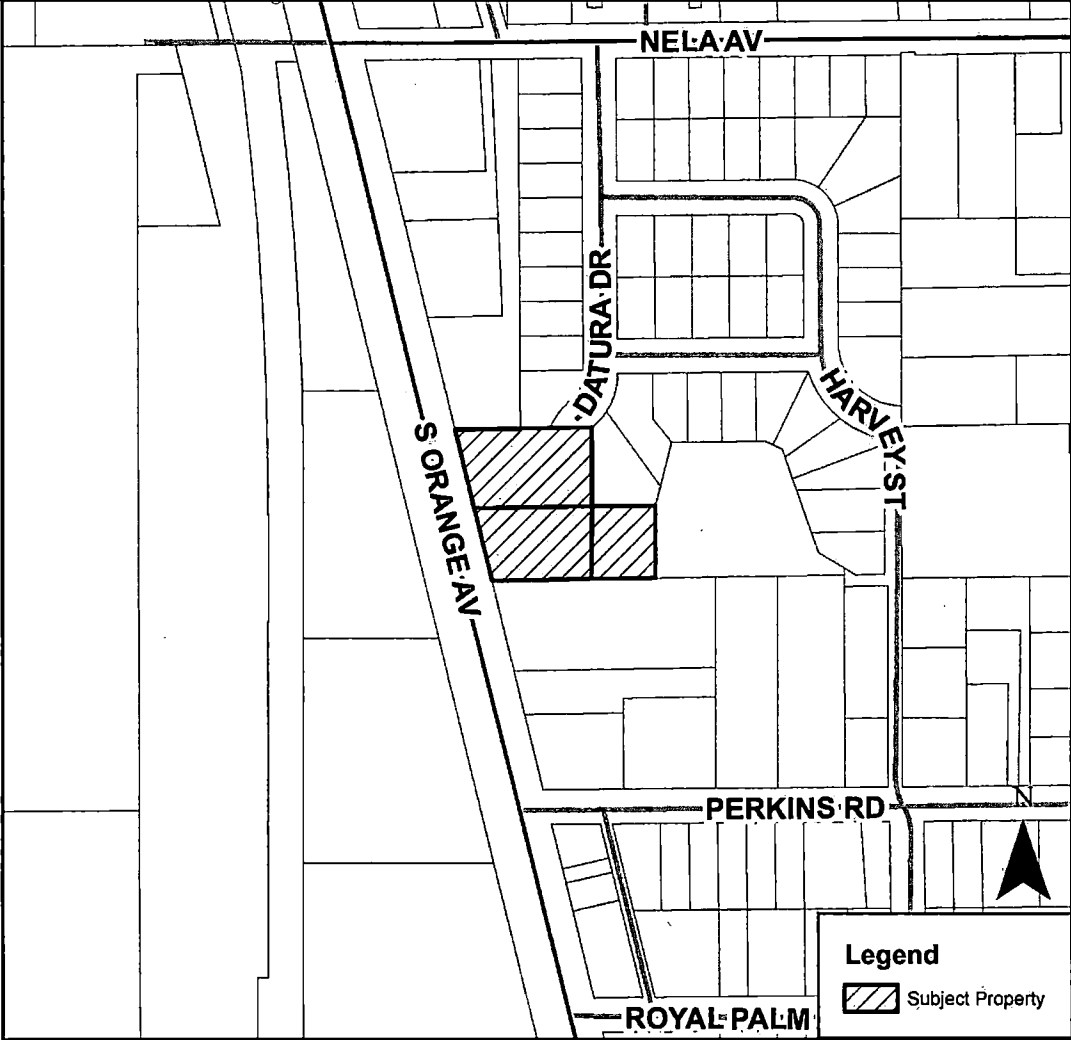 NELA AV
DATURA DR
HARVEY ST
S ORANGE AV
PERKINS RD
N
Legend
Subject Property
ROYAL PALM